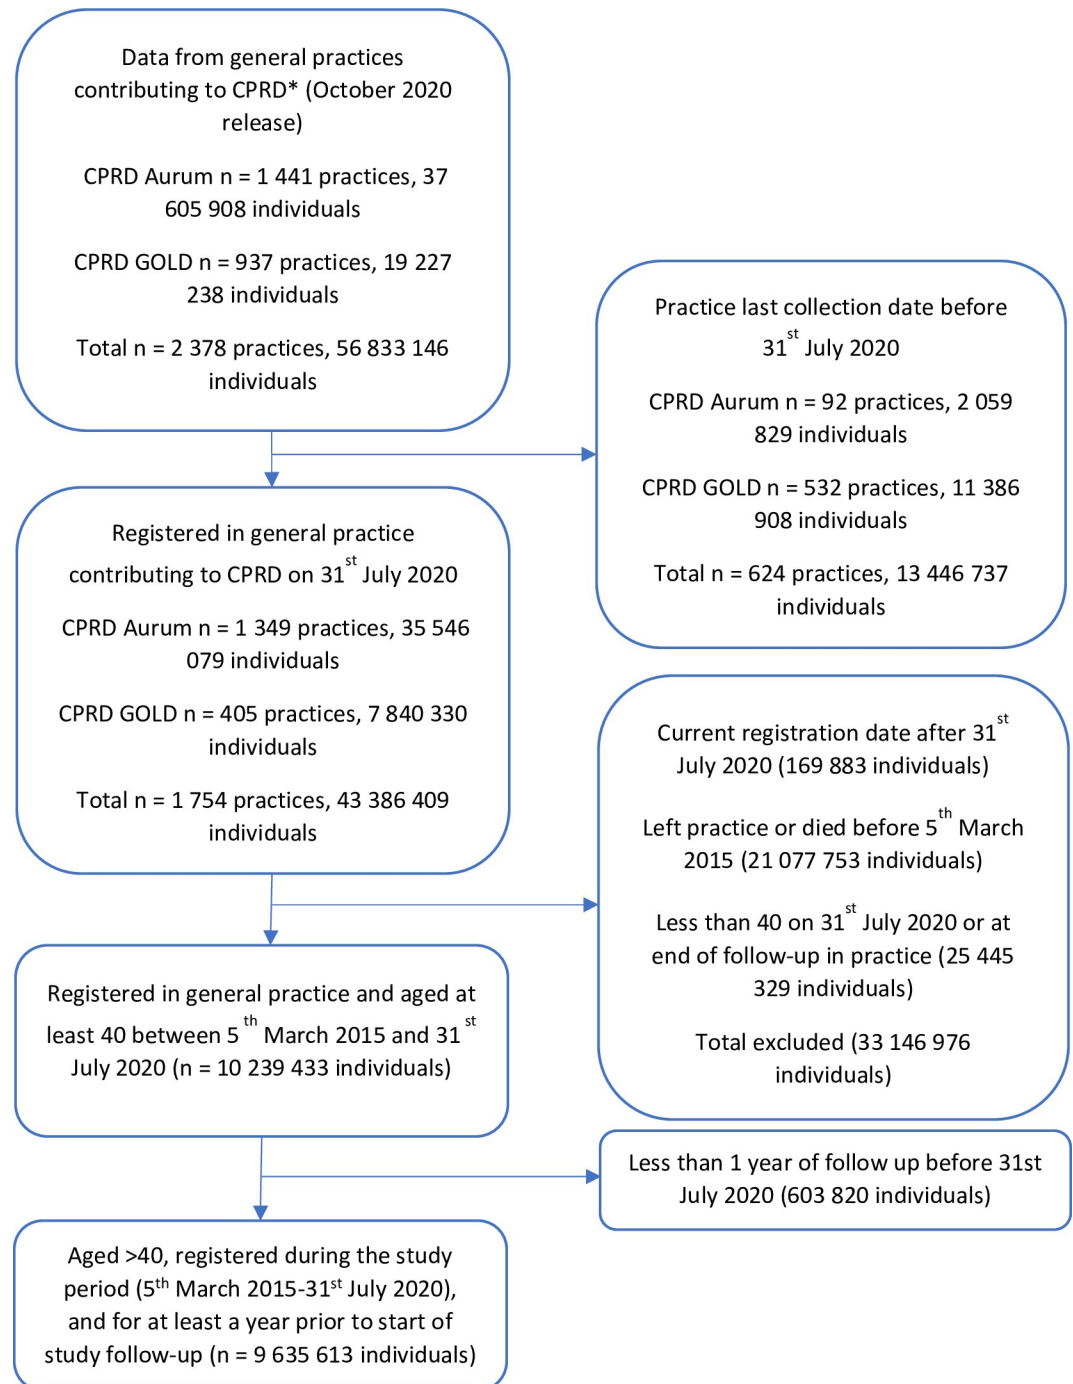 Data from general practices
contributing to CPRD* (October 2020
release)
CPRD Aurum n = 1 441 practices, 37
605 908 individuals
CPRD GOLD n = 937 practices, 19 227
238 individuals
Total n = 2 378 practices, 56 833 146
individuals
Practice last collection date before
31st July 2020
CPRD Aurum n = 92 practices, 2 059
829 individuals
CPRD GOLD n = 532 practices, 11 386
908 individuals
Total n = 624 practices, 13 446 737
individuals
Registered in general practice
contributing to CPRD on 31st July 2020
CPRD Aurum n = 1 349 practices, 35 546
079 individuals
CPRD GOLD n = 405 practices, 7 840 330
individuals
Total n = 1 754 practices, 43 386 409
individuals
Current registration date after 31st
July 2020 (169 883 individuals)
Left practice or died before 5th March
2015 (21 077 753 individuals)
Less than 40 on 31st July 2020 or at
end of follow-up in practice (25 445
329 individuals)
Total excluded (33 146 976
individuals)
Registered in general practice and aged at
least 40 between 5th March 2015 and 31st
July 2020 (n = 10 239 433 individuals)
Less than 1 year of follow up before 31st
July 2020 (603 820 individuals)
Aged >40, registered during the study
period (5th March 2015-31st July 2020),
and for at least a year prior to start of
study follow-up (n = 9 635 613 individuals)